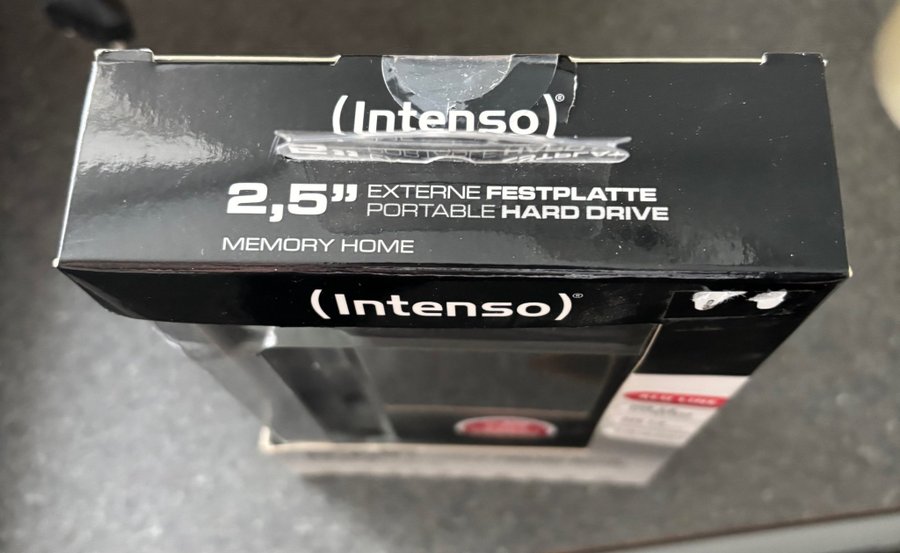 (Intenso)®
2,5” EXTERNE FESTPLATTE
PORTABLE HARD DRIVE
MEMORY HOME
(Intenso)®